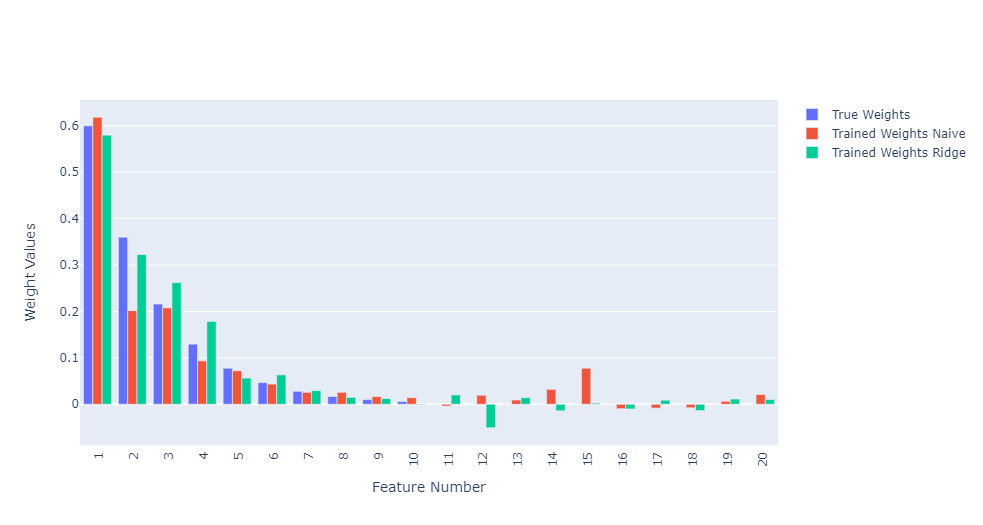 True Weights
Trained Weights Naive
Trained Weights Ridge
Weight Values
0.6
0.5
0.4
0.3
0.2
0.1
0
1 2 3 4 5 6 7 8 9 10 11 12 13 14 15 16 17 18 19 20
Feature Number